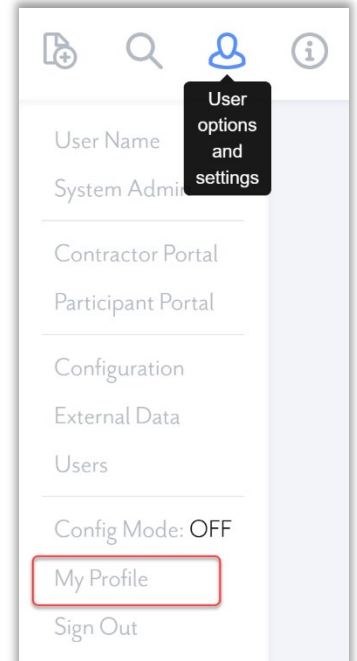 User
options
and
settings
User Name
System Admin
Contractor Portal
Participant Portal
Configuration
External Data
Users
Config Mode: OFF
My Profile
Sign Out